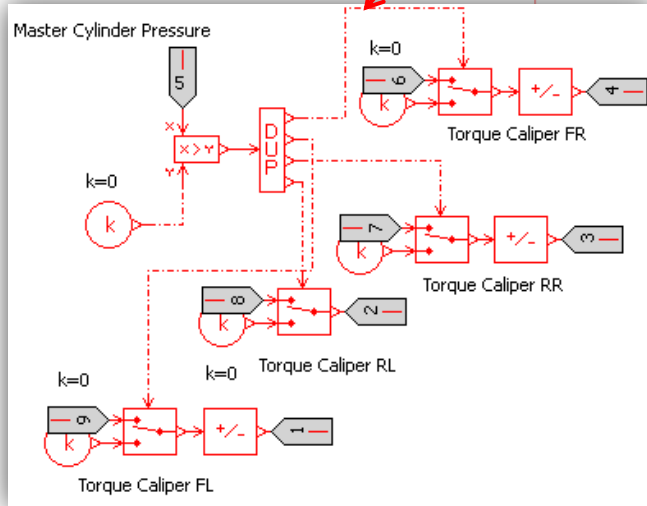 Master Cylinder Pressure
5
X
Y
X>Y
k=0
k
D
U
P
k=0
6
k
+/-
4
Torque Caliper FR
7
k
+/-
3
Torque Caliper RR
8
k
2
Torque Caliper RL
k=0
k=0
9
k
+/-
1
Torque Caliper FL